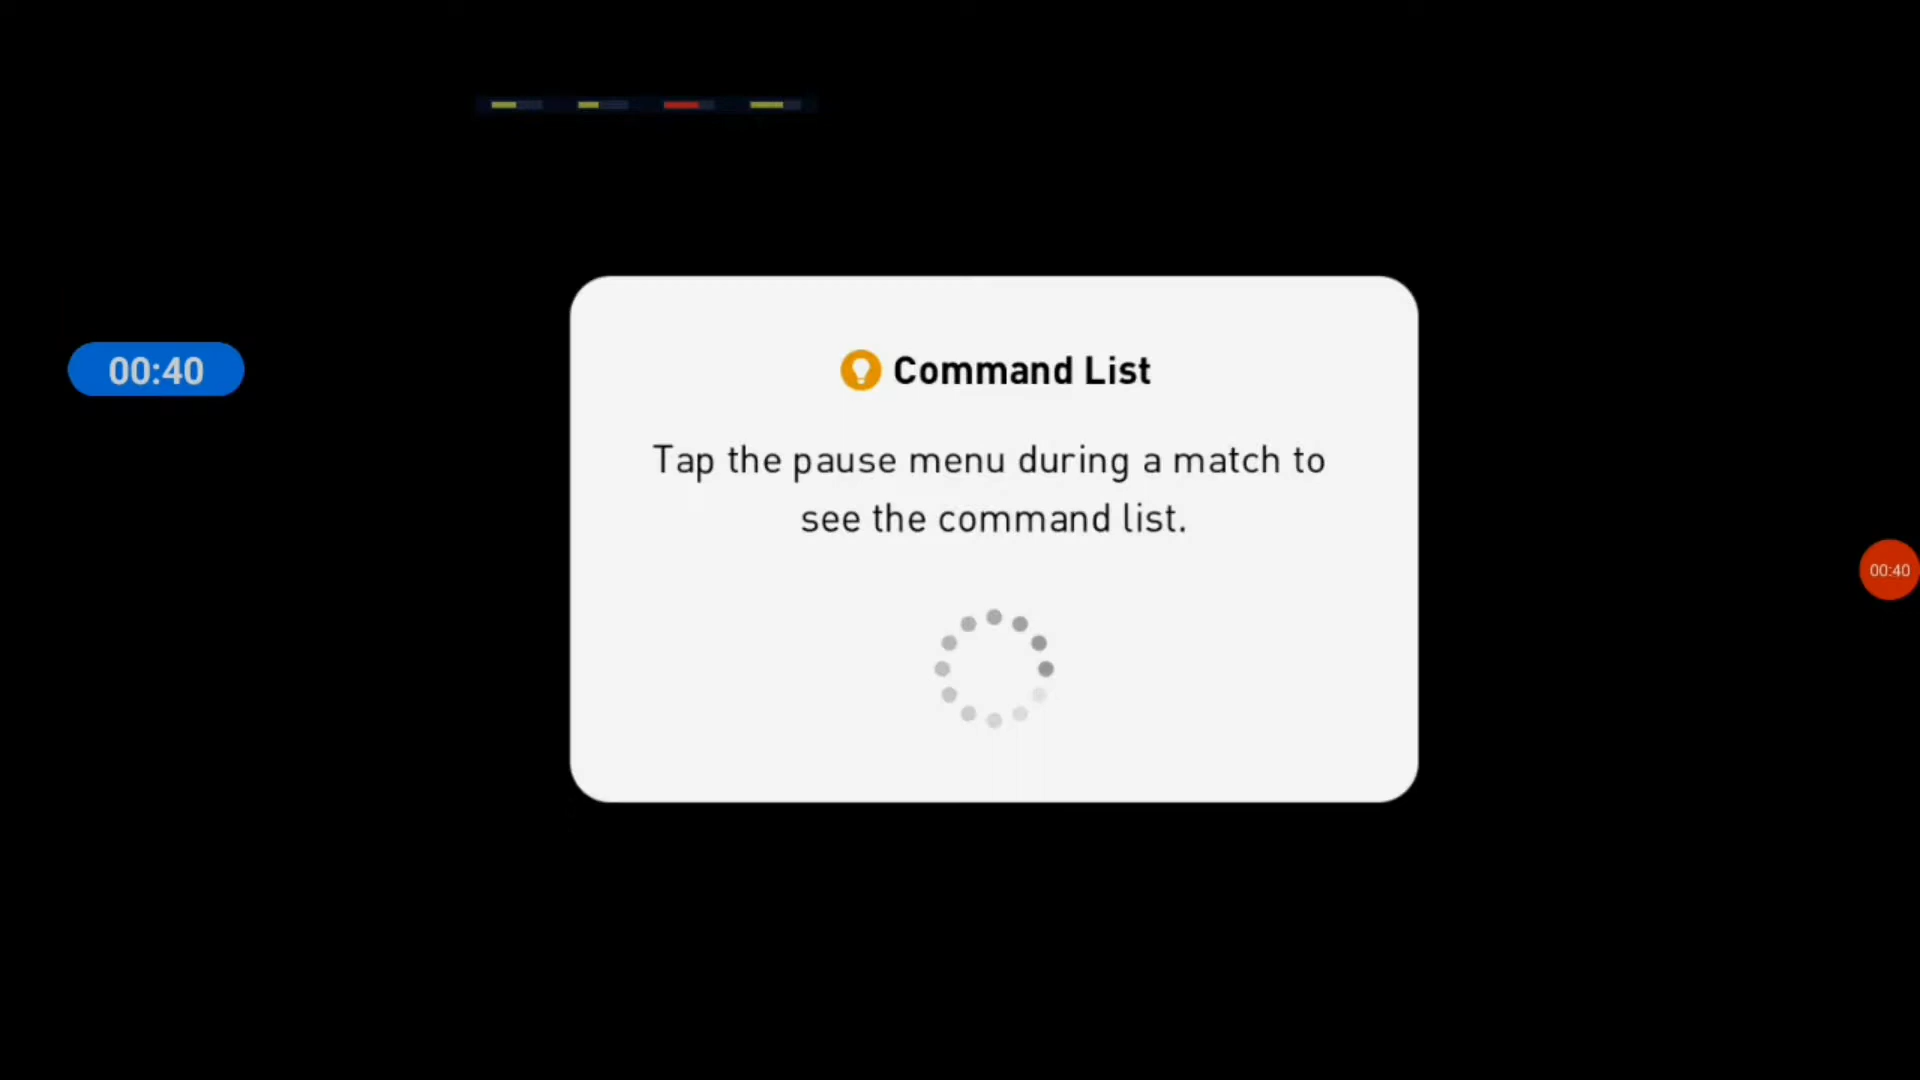 00:40
Command List
Tap the pause menu during a match to
see the command list.
00:40